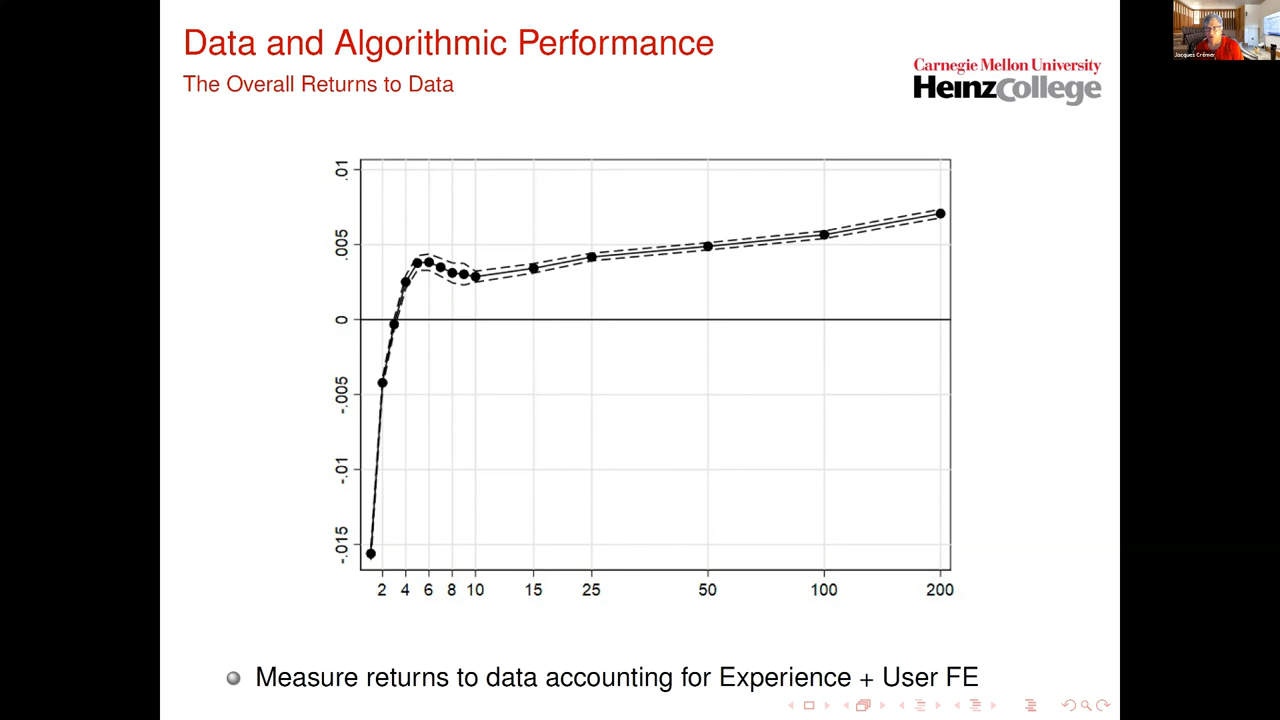 Data and Algorithmic Performance
The Overall Returns to Data
Carnegie Mellon University
HeinzCollege
Jacques Crémer
.01
.005
0
-.005
-.01
-.015
2 4 6 8 10 15 25 50 100 200
Measure returns to data accounting for Experience + User FE